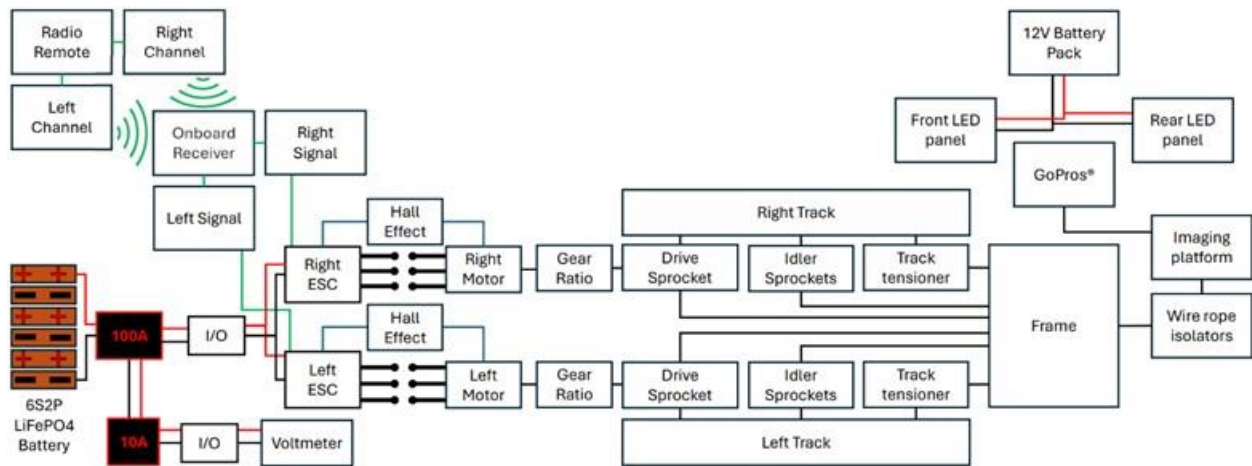 Radio
Remote
Right
Channel
Left
Channel
Onboard
Receiver
Right
Signal
Left Signal
12V Battery
Pack
Front LED
panel
Rear LED
panel
GoPros®
Imaging
platform
Wire rope
isolators
Frame
Right Track
Hall
Effect
Right
ESC
Right
Motor
Gear
Ratio
Drive
Sprocket
Idler
Sprockets
Track
tensioner
100A
I/O
Hall
Effect
Left
ESC
Left
Motor
Gear
Ratio
Drive
Sprocket
Idler
Sprockets
Track
tensioner
Left Track
6S2P
LiFePO4
Battery
10A
I/O
Voltmeter